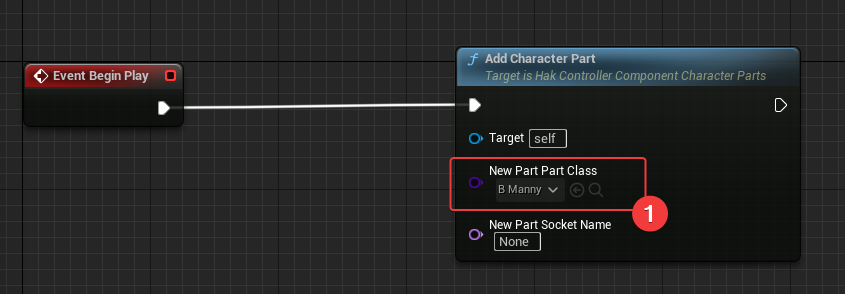 Event Begin Play
Add Character Part
Target is Hak Controller Component Character Parts
Target self
New Part Part Class
B Manny
1
New Part Socket Name
None